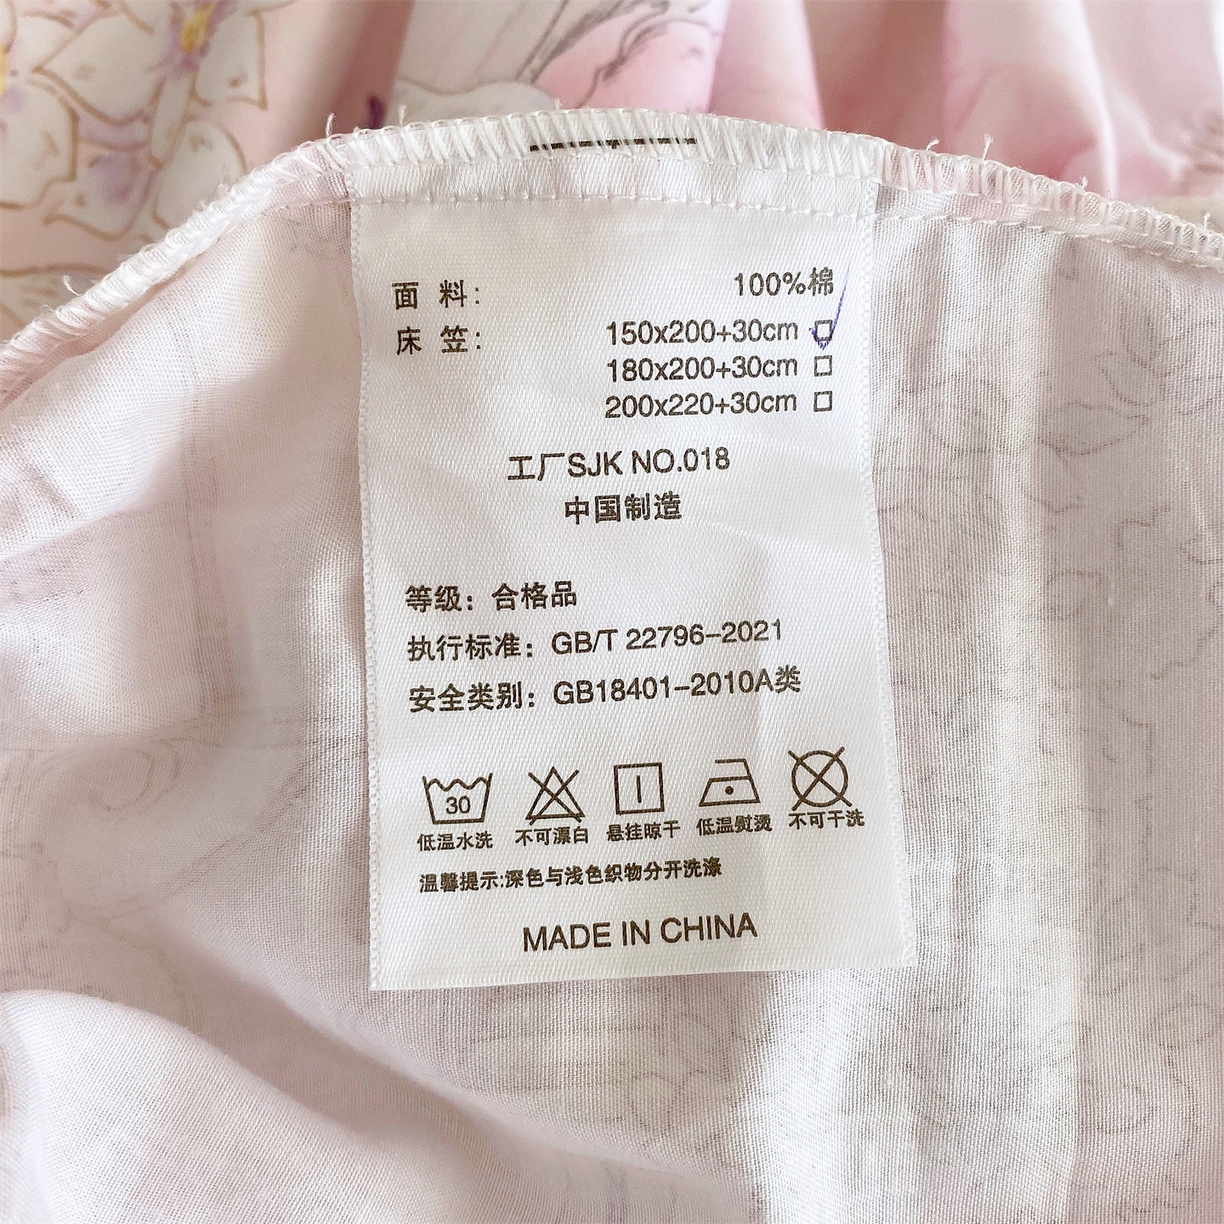 面 料: 100%棉
床 笠: 150x200+30cm
180x200+30cm
200x220+30cm
工厂SJK NO.018
中国制造
等级：合格品
执行标准：GB/T 22796-2021
安全类别：GB18401-2010A类
30
低温水洗 不可漂白 悬挂晾干 低温熨烫 不可干洗
温馨提示:深色与浅色织物分开洗涤
MADE IN CHINA